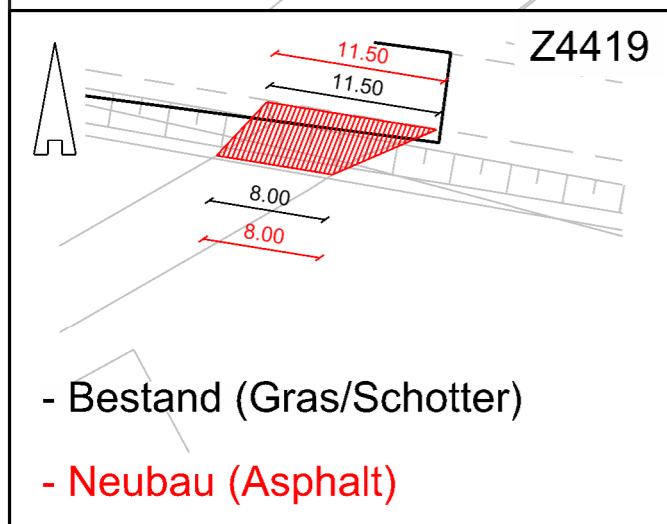 Z4419
11.50
11.50
8.00
8.00
- Bestand (Gras/Schotter)
- Neubau (Asphalt)